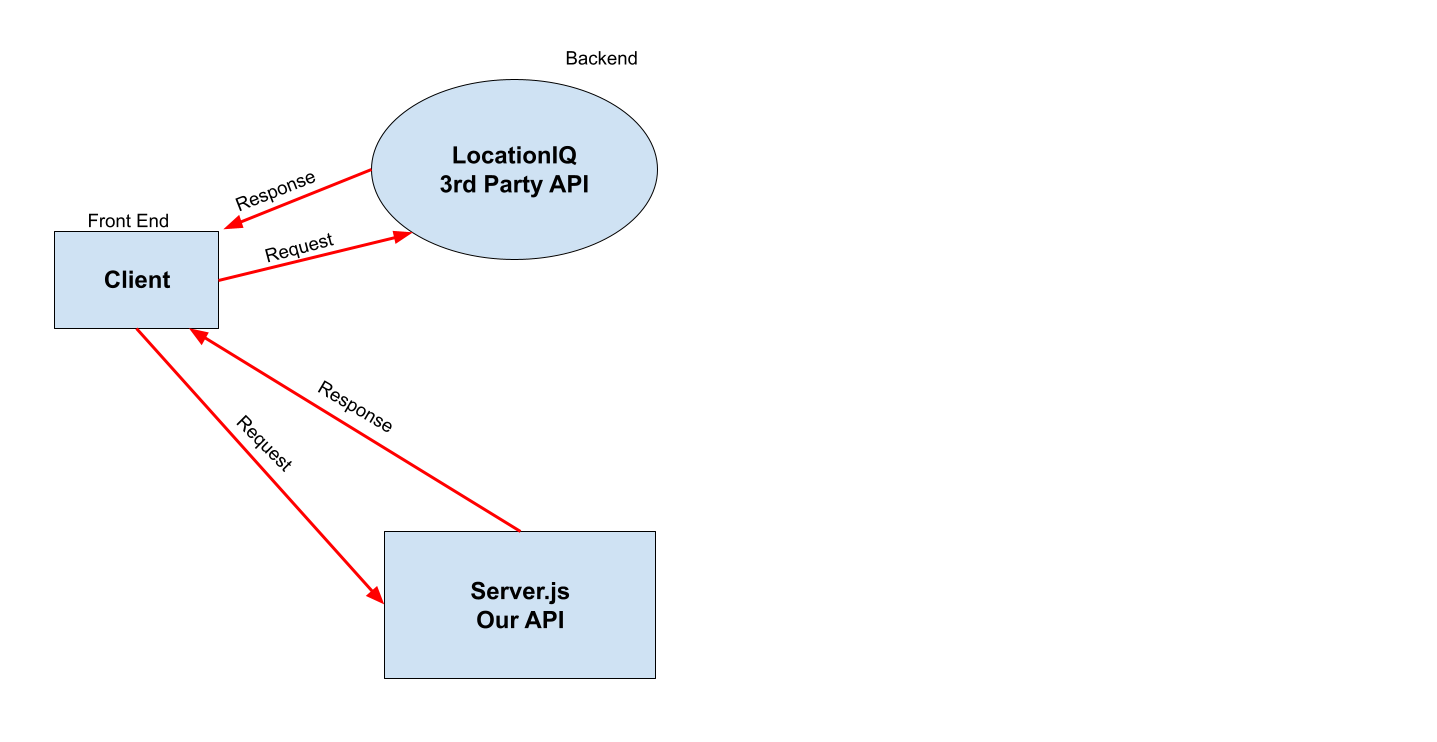 Backend
LocationIQ
3rd Party API
Response
Front End
Request
Client
Response
Request
Server.js
Our API